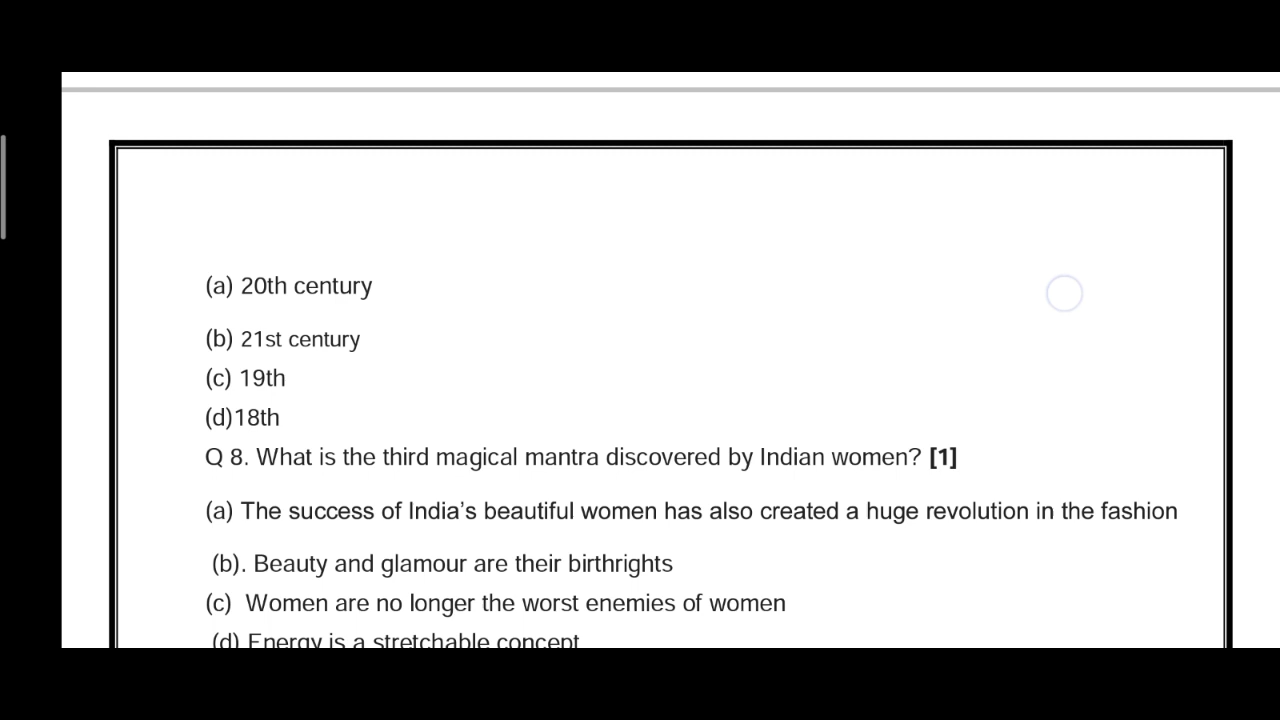 (a) 20th century
(b) 21st century
(c) 19th
(d)18th
Q 8. What is the third magical mantra discovered by Indian women? [1]
(a) The success of India’s beautiful women has also created a huge revolution in the fashion
(b). Beauty and glamour are their birthrights
(c) Women are no longer the worst enemies of women
(d) Energy is a stretchable concept